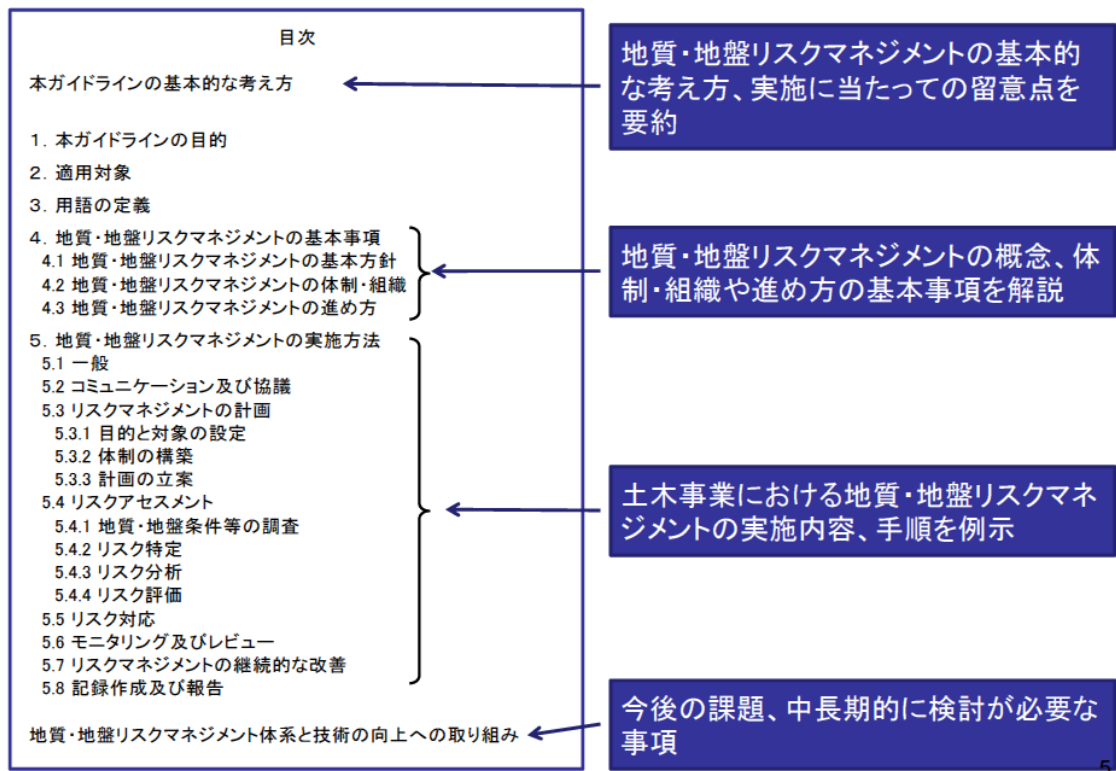 目次
本ガイドラインの基本的な考え方
1．本ガイドラインの目的
2．適用対象
3．用語の定義
4．地質・地盤リスクマネジメントの基本事項
4.1 地質・地盤リスクマネジメントの基本方針
4.2 地質・地盤リスクマネジメントの体制・組織
4.3 地質・地盤リスクマネジメントの進め方
5．地質・地盤リスクマネジメントの実施方法
5.1 一般
5.2 コミュニケーション及び協議
5.3 リスクマネジメントの計画
5.3.1 目的と対象の設定
5.3.2 体制の構築
5.3.3 計画の立案
5.4 リスクアセスメント
5.4.1 地質・地盤条件等の調査
5.4.2 リスク特定
5.4.3 リスク分析
5.4.4 リスク評価
5.5 リスク対応
5.6 モニタリング及びレビュー
5.7 リスクマネジメントの継続的な改善
5.8 記録作成及び報告
地質・地盤リスクマネジメント体系と技術の向上への取り組み
地質・地盤リスクマネジメントの基本的
な考え方、実施に当たっての留意点を
要約
地質・地盤リスクマネジメントの概念、体
制・組織や進め方の基本事項を解説
土木事業における地質・地盤リスクマネ
ジメントの実施内容、手順を例示
今後の課題、中長期的に検討が必要な
事項
5